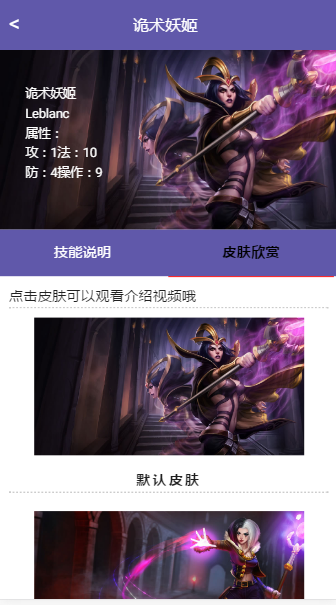 <
诡术妖姬
诡术妖姬
Leblanc
属性：
攻：1法：10
防：4操作：9
技能说明
皮肤欣赏
点击皮肤可以观看介绍视频哦
默认皮肤